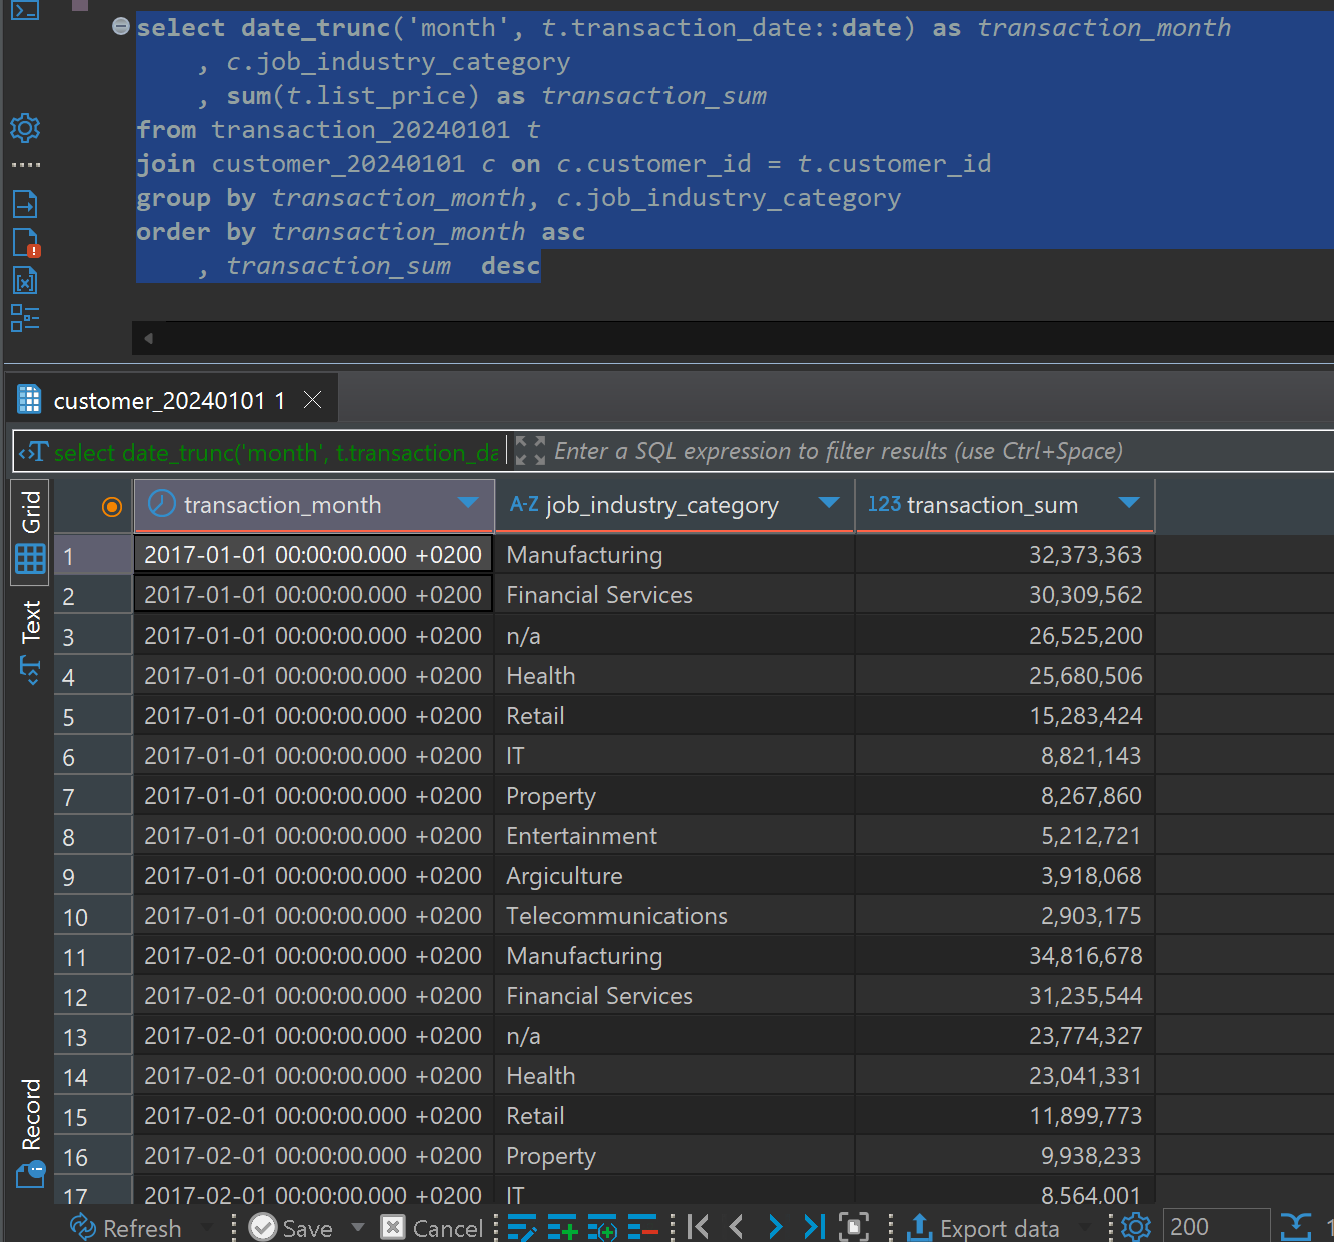 select date_trunc('month', t.transaction_date::date) as transaction_month
, c.job_industry_category
, sum(t.list_price) as transaction_sum
from transaction_20240101 t
join customer_20240101 c on c.customer_id = t.customer_id
group by transaction_month, c.job_industry_category
order by transaction_month asc
, transaction_sum desc
customer_20240101 1
select date_trunc('month', t.transaction_da Enter a SQL expression to filter results (use Ctrl+Space)
Grid
Text
Record
transaction_month A-Z job_industry_category 123 transaction_sum
1 2017-01-01 00:00:00.000 +0200 Manufacturing 32,373,363
2 2017-01-01 00:00:00.000 +0200 Financial Services 30,309,562
3 2017-01-01 00:00:00.000 +0200 n/a 26,525,200
4 2017-01-01 00:00:00.000 +0200 Health 25,680,506
5 2017-01-01 00:00:00.000 +0200 Retail 15,283,424
6 2017-01-01 00:00:00.000 +0200 IT 8,821,143
7 2017-01-01 00:00:00.000 +0200 Property 8,267,860
8 2017-01-01 00:00:00.000 +0200 Entertainment 5,212,721
9 2017-01-01 00:00:00.000 +0200 Argiculture 3,918,068
10 2017-01-01 00:00:00.000 +0200 Telecommunications 2,903,175
11 2017-02-01 00:00:00.000 +0200 Manufacturing 34,816,678
12 2017-02-01 00:00:00.000 +0200 Financial Services 31,235,544
13 2017-02-01 00:00:00.000 +0200 n/a 23,774,327
14 2017-02-01 00:00:00.000 +0200 Health 23,041,331
15 2017-02-01 00:00:00.000 +0200 Retail 11,899,773
16 2017-02-01 00:00:00.000 +0200 Property 9,938,233
17 2017-02-01 00:00:00.000 +0200 IT 8,564,001
Refresh Save Cancel Export data 200